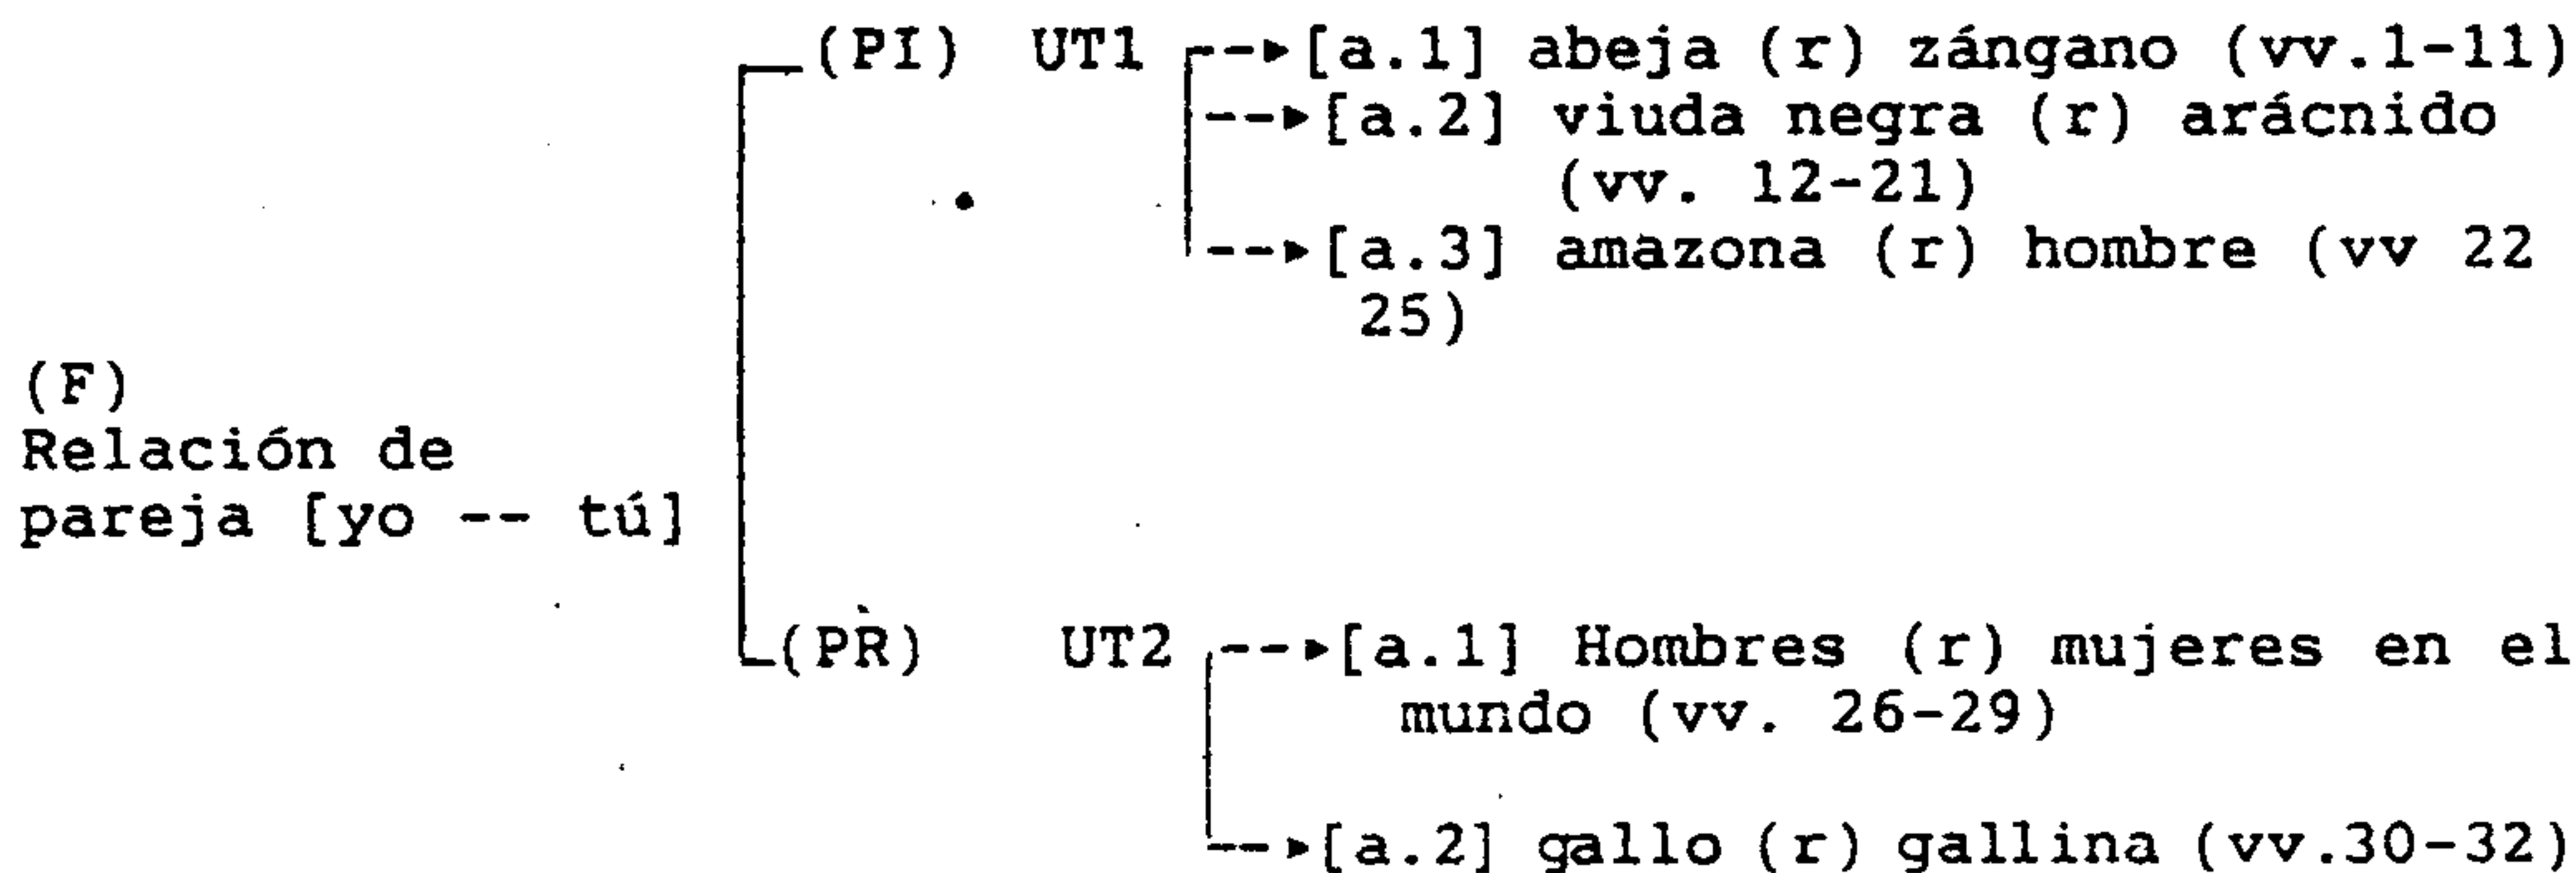 (PI) UT1 [a.1] abeja (r) zángano (vv.1-11)
[a.2] viuda negra (r) arácnido
(vv. 12-21)
[a.3] amazona (r) hombre (vv 22
25)
(F)
Relación de
pareja [yo -- tú]
(PR) UT2 [a.1] Hombres (r) mujeres en el
mundo (vv. 26-29)
[a.2] gallo (r) gallina (vv.30-32)